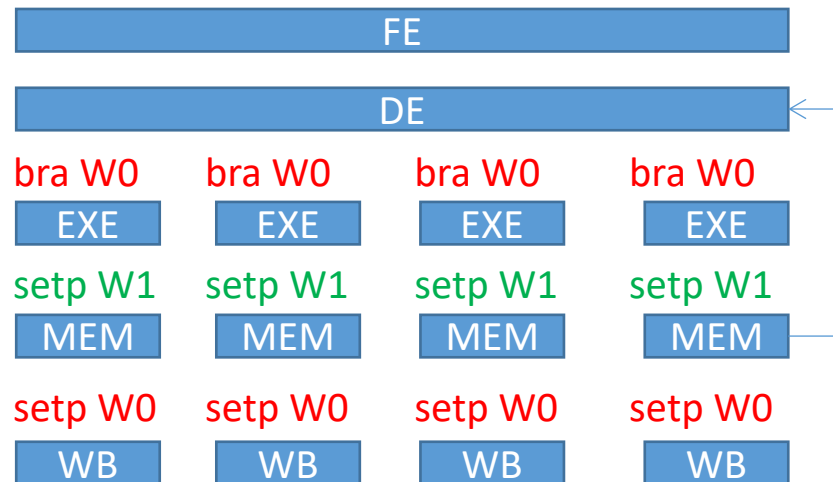 FE
DE
bra W0 bra W0 bra W0 bra W0
EXE EXE EXE EXE
setp W1 setp W1 setp W1 setp W1
MEM MEM MEM MEM
setp W0 setp W0 setp W0 setp W0
WB WB WB WB